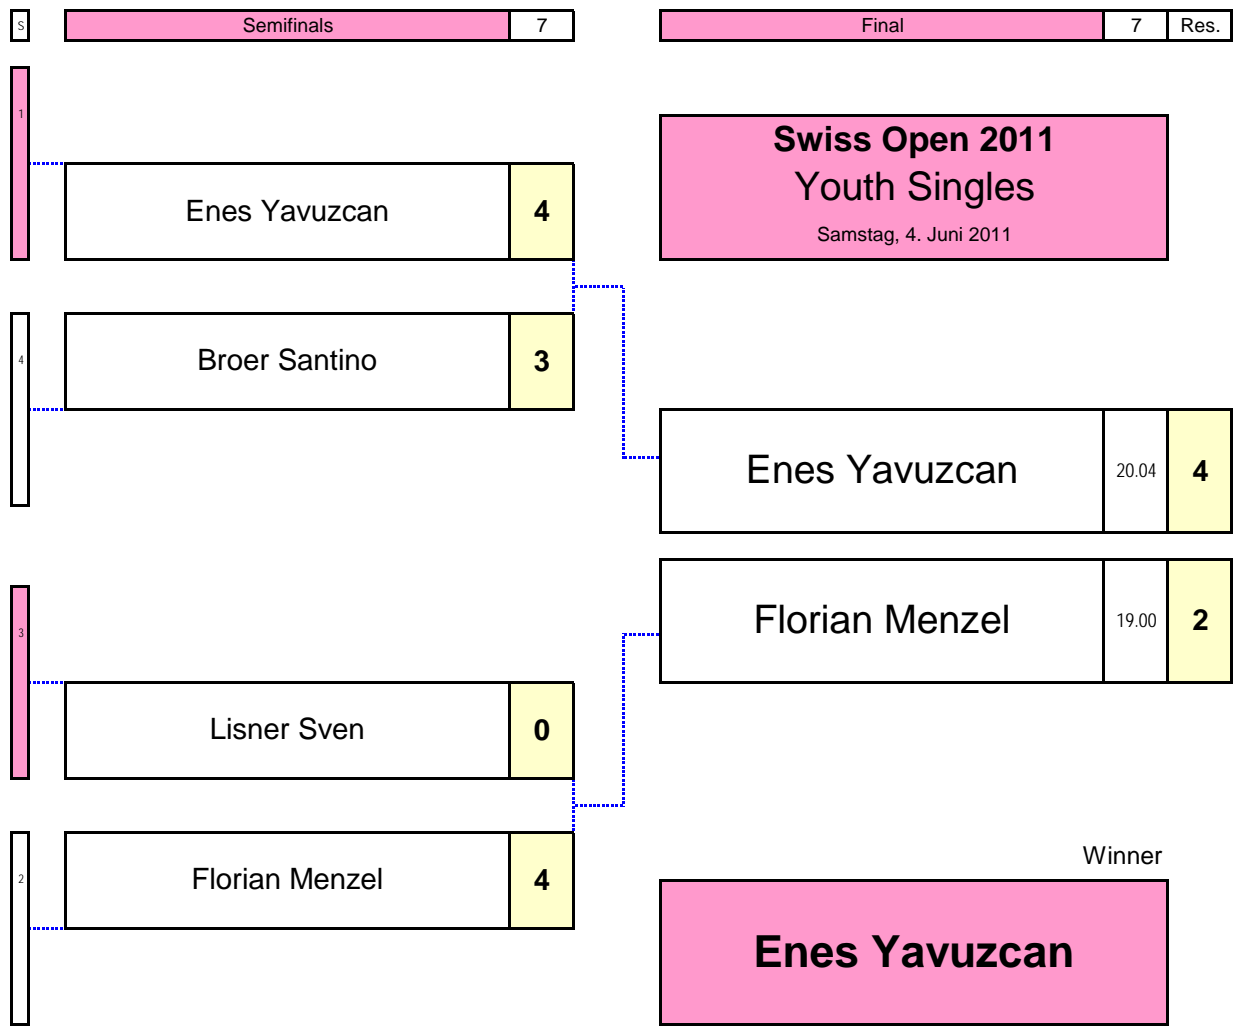 S
Semifinals 7
Final 7 Res.
1
Swiss Open 2011
Youth Singles
Samstag, 4. Juni 2011
Enes Yavuzcan 4
4
Broer Santino 3
Enes Yavuzcan 20.04 4
Florian Menzel 19.00 2
3
Lisner Sven 0
2
Florian Menzel 4
Winner
Enes Yavuzcan